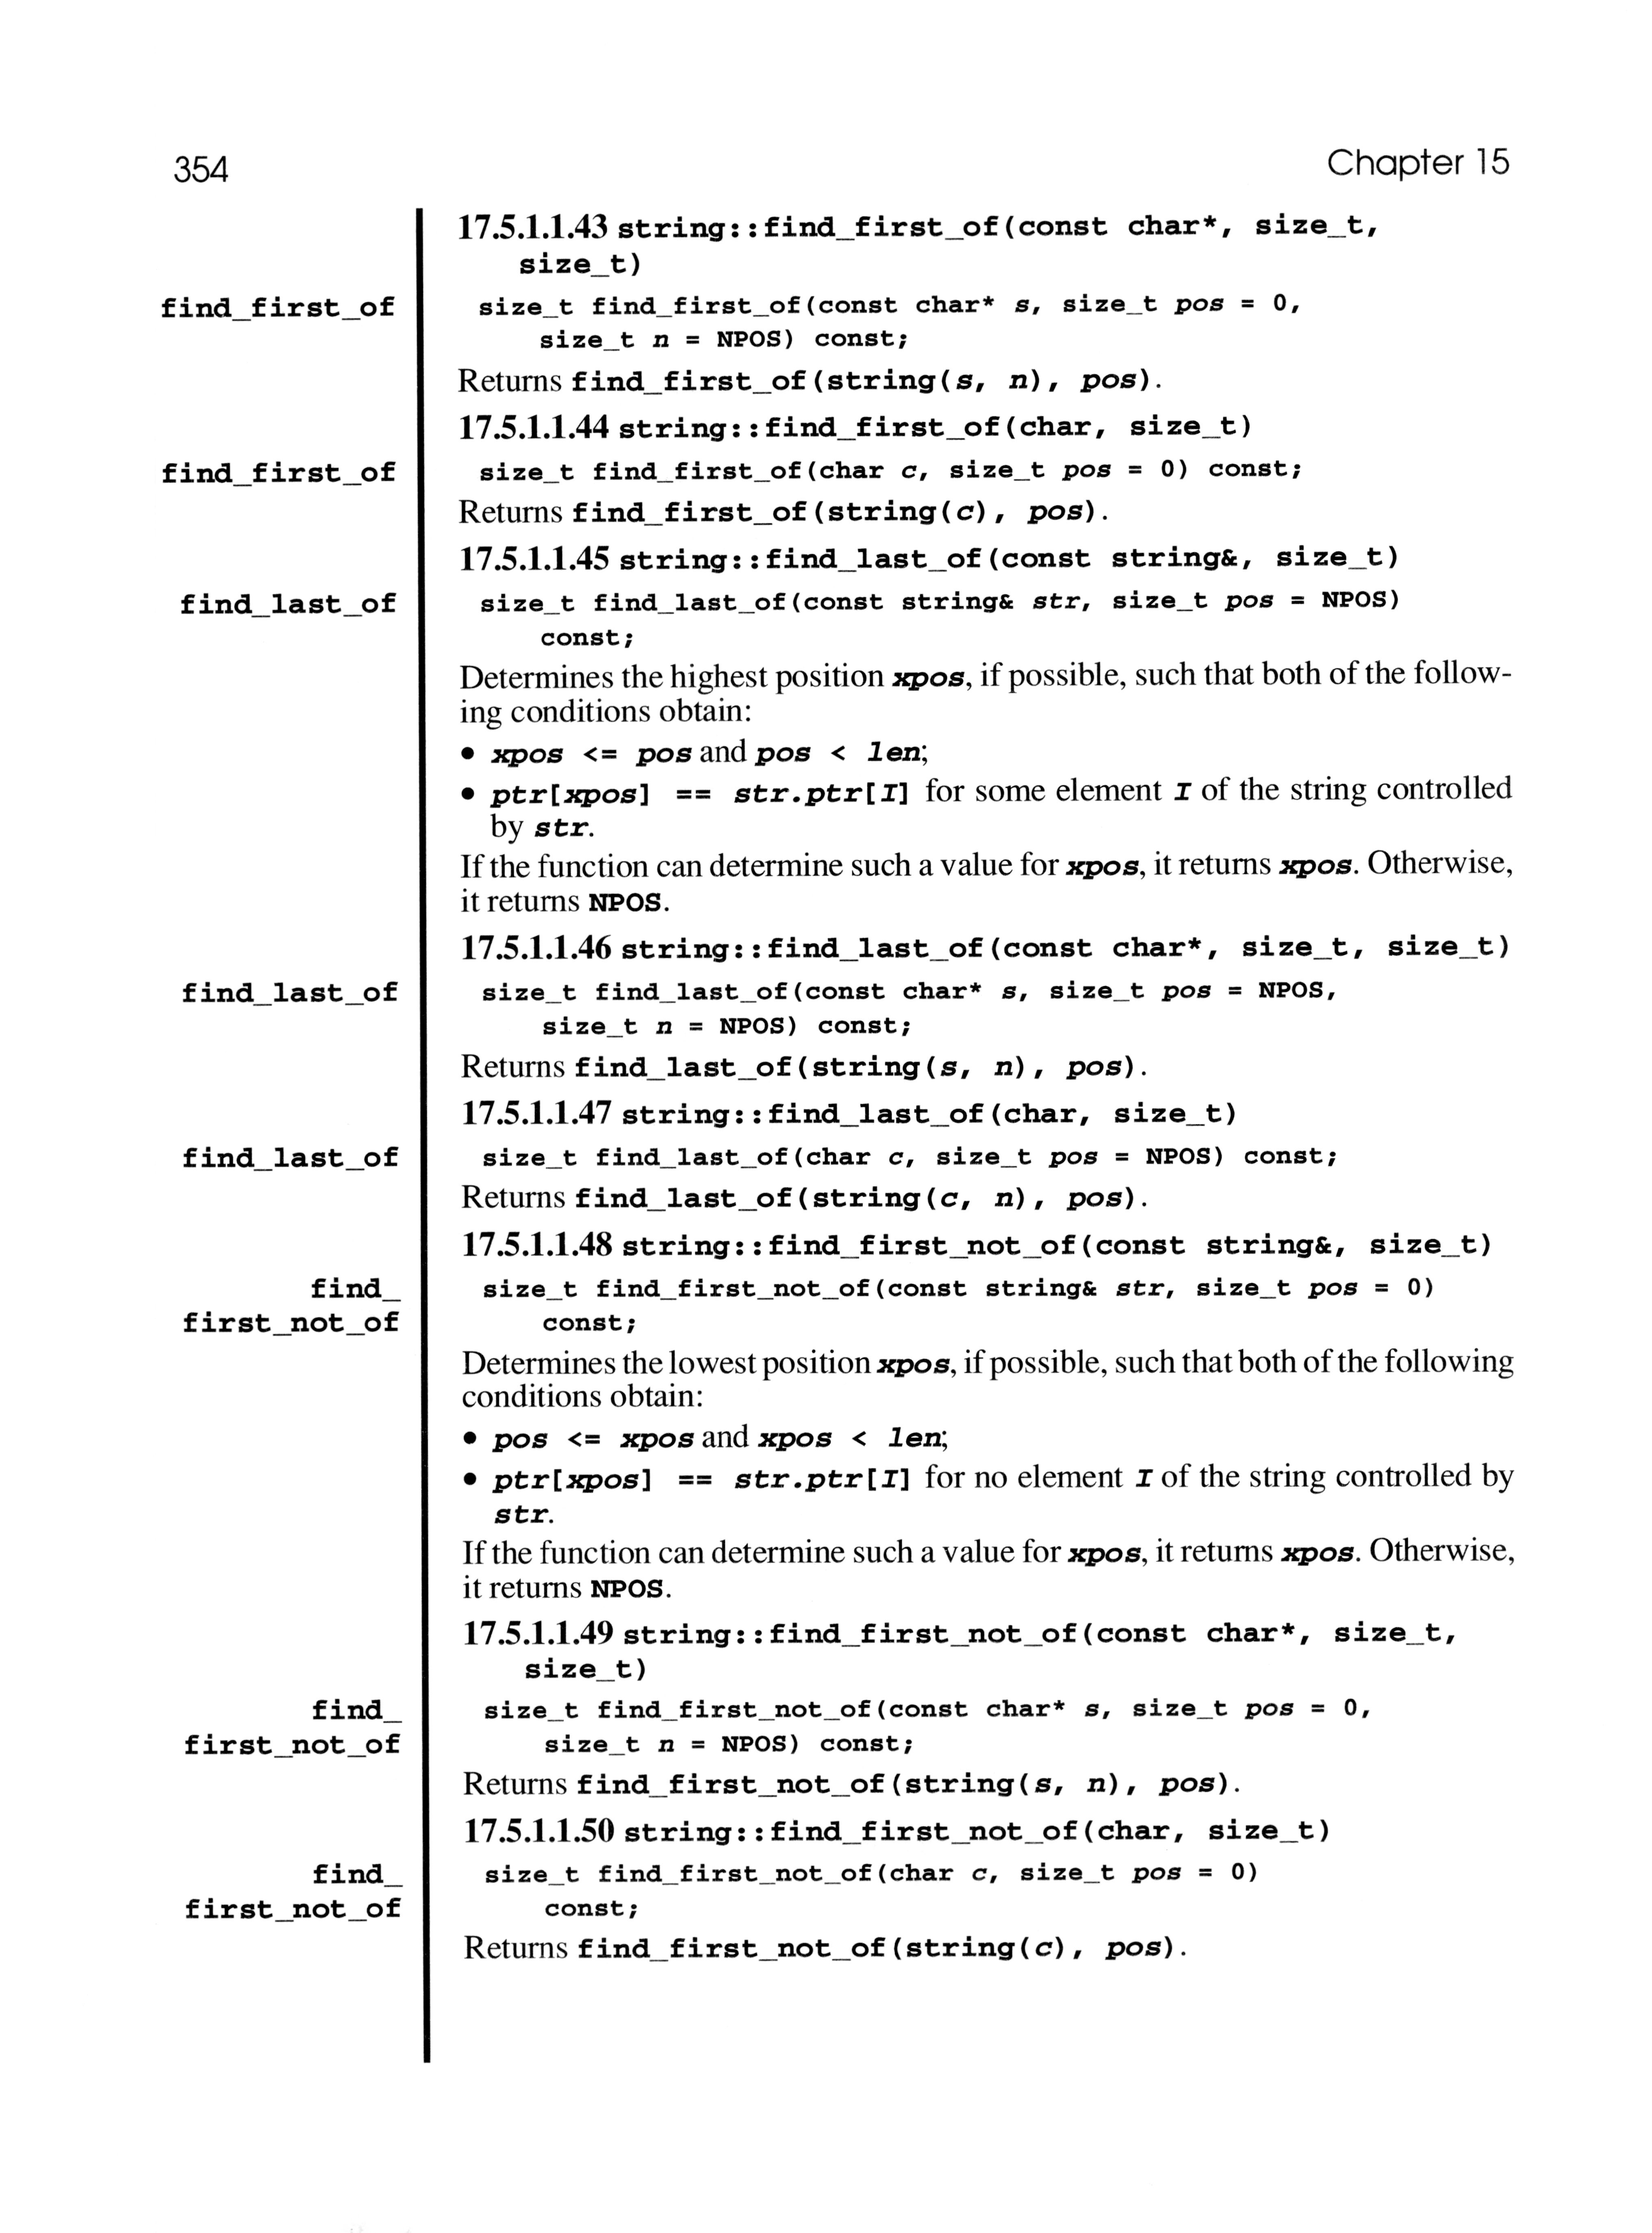 354
Chapter 15
17.5.1.1.43 string::find_first_of(const char*, size_t,
size_t)
find_first_of
size_t find_first_of(const char* s, size_t pos = 0,
size_t n = NPOS) const;
Returns find_first_of(string(s, n), pos).
17.5.1.1.44 string::find_first_of(char, size_t)
find_first_of
size_t find_first_of(char c, size_t pos = 0) const;
Returns find_first_of(string(c), pos).
17.5.1.1.45 string::find_last_of(const string&, size_t)
find_last_of
size_t find_last_of(const string& str, size_t pos = NPOS)
const;
Determines the highest position xpos, if possible, such that both of the follow-
ing conditions obtain:
• xpos <= pos and pos < len;
• ptr[xpos] == str.ptr[I] for some element I of the string controlled
by str.
If the function can determine such a value for xpos, it returns xpos. Otherwise,
it returns NPOS.
17.5.1.1.46 string::find_last_of(const char*, size_t, size_t)
find_last_of
size_t find_last_of(const char* s, size_t pos = NPOS,
size_t n = NPOS) const;
Returns find_last_of(string(s, n), pos).
17.5.1.1.47 string::find_last_of(char, size_t)
find_last_of
size_t find_last_of(char c, size_t pos = NPOS) const;
Returns find_last_of(string(c, n), pos).
17.5.1.1.48 string::find_first_not_of(const string&, size_t)
find_
first_not_of
size_t find_first_not_of(const string& str, size_t pos = 0)
const;
Determines the lowest position xpos, if possible, such that both of the following
conditions obtain:
• pos <= xpos and xpos < len;
• ptr[xpos] == str.ptr[I] for no element I of the string controlled by
str.
If the function can determine such a value for xpos, it returns xpos. Otherwise,
it returns NPOS.
17.5.1.1.49 string::find_first_not_of(const char*, size_t,
size_t)
find_
first_not_of
size_t find_first_not_of(const char* s, size_t pos = 0,
size_t n = NPOS) const;
Returns find_first_not_of(string(s, n), pos).
17.5.1.1.50 string::find_first_not_of(char, size_t)
find_
first_not_of
size_t find_first_not_of(char c, size_t pos = 0)
const;
Returns find_first_not_of(string(c), pos).